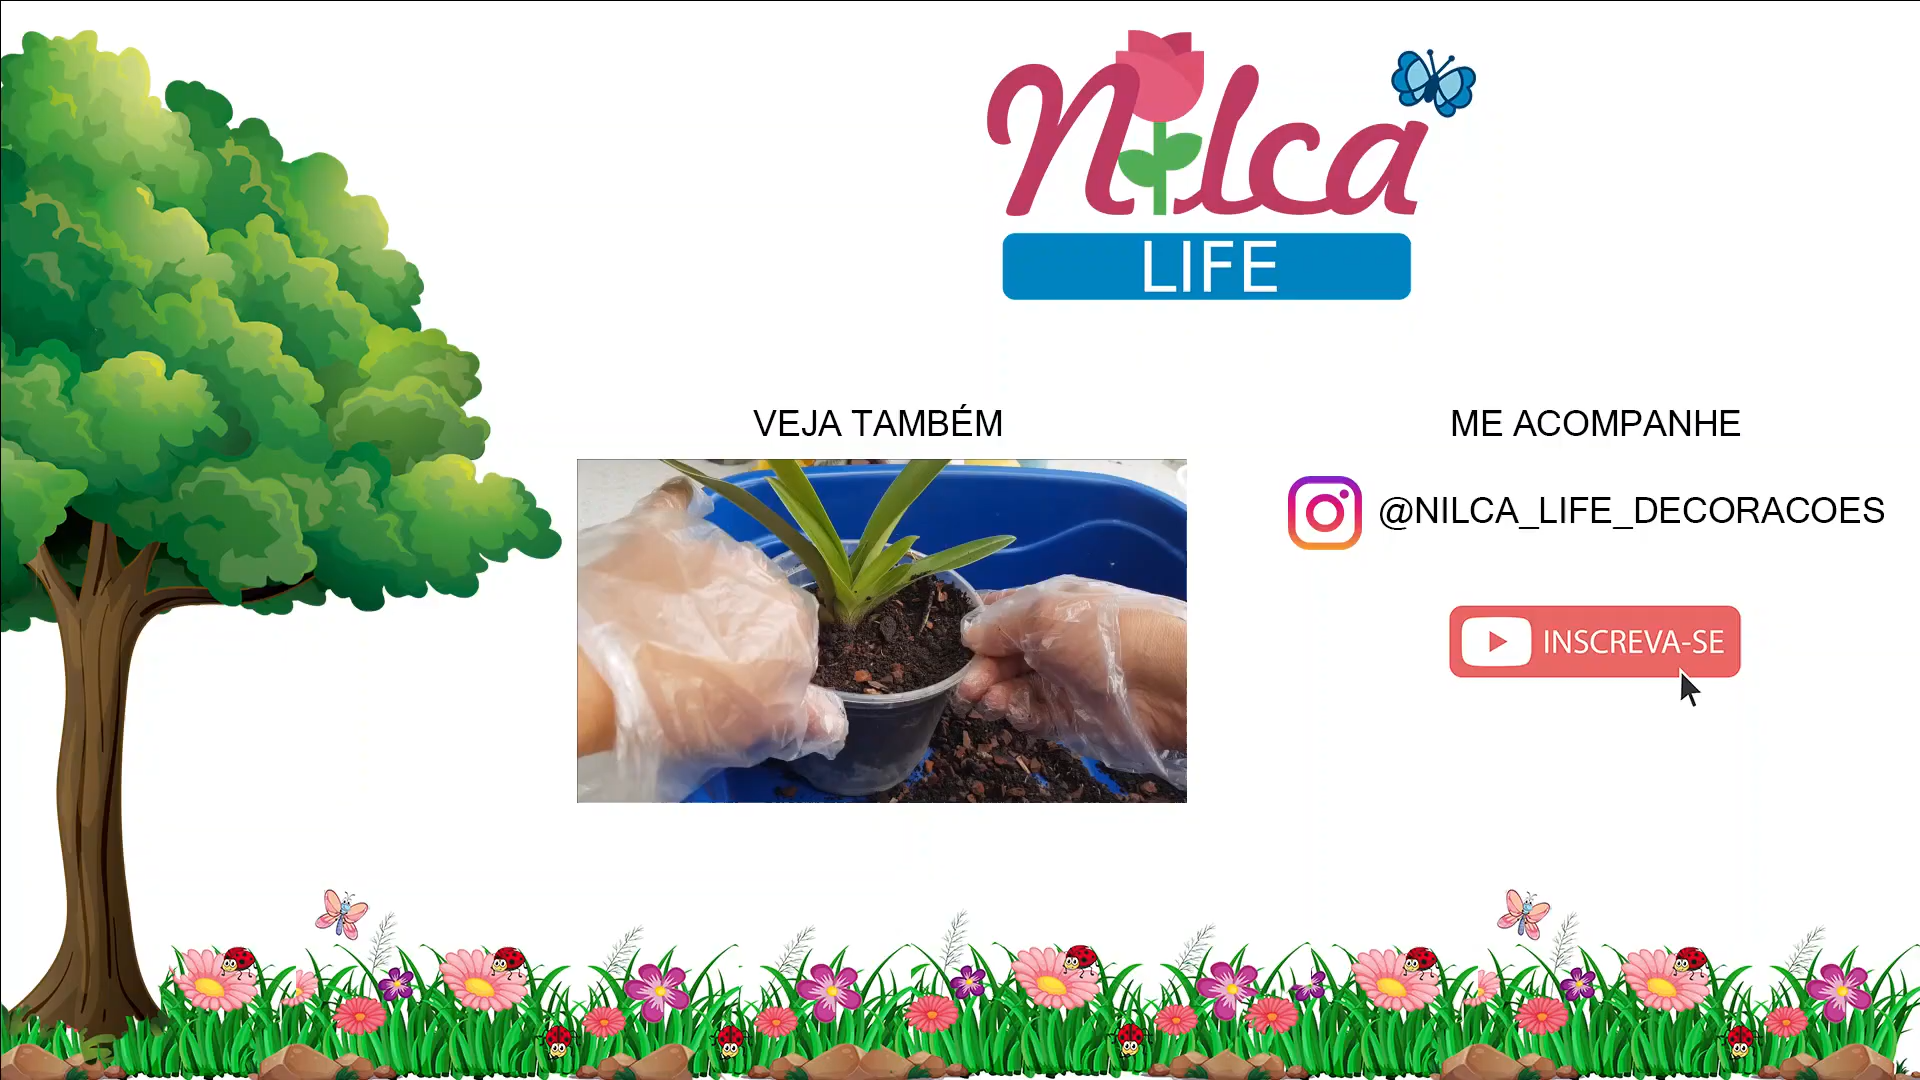 Nilca
LIFE
VEJA TAMBÉM
ME ACOMPANHE
@NILCA_LIFE_DECORACOES
INSCREVA-SE